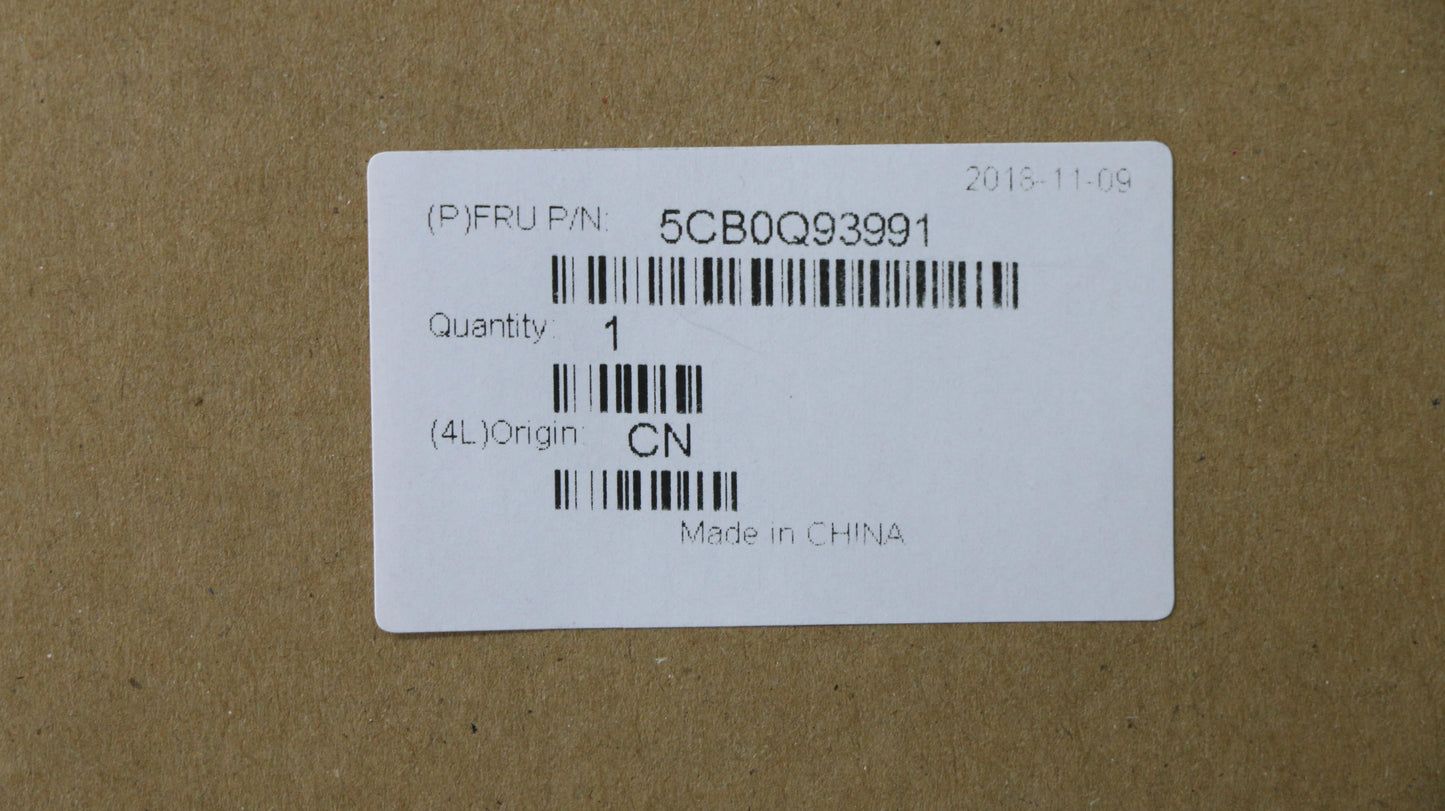 2018-11-09
(P)FRU P/N: 5CB0Q93991
Quantity: 1
(4L)Origin: CN
Made in CHINA